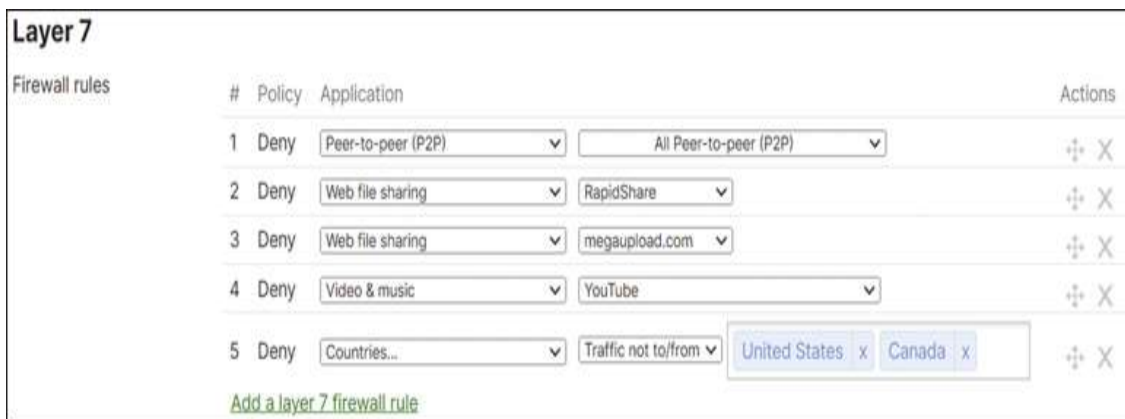 Layer 7
Firewall rules
# Policy Application Actions
1 Deny Peer-to-peer (P2P) All Peer-to-peer (P2P) X
2 Deny Web file sharing RapidShare X
3 Deny Web file sharing megaupload.com X
4 Deny Video & music YouTube X
5 Deny Countries... Traffic not to/from United States x Canada x X
Add a layer 7 firewall rule